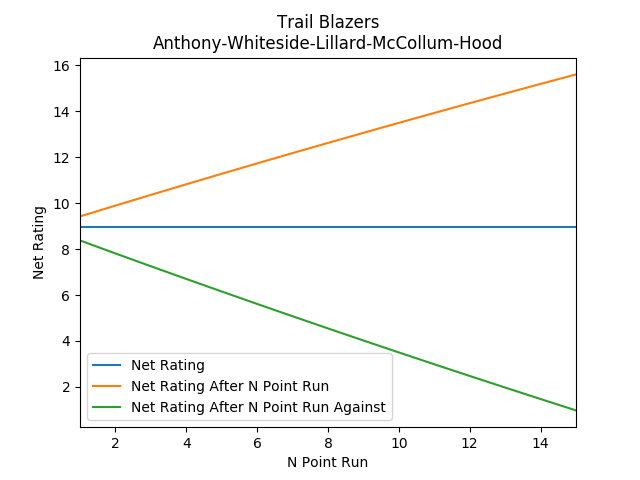 Trail Blazers
Anthony-Whiteside-Lillard-McCollum-Hood
16
14
12
10
8
6
4
2
Net Rating
Net Rating
Net Rating After N Point Run
Net Rating After N Point Run Against
2 4 6 8 10 12 14
N Point Run